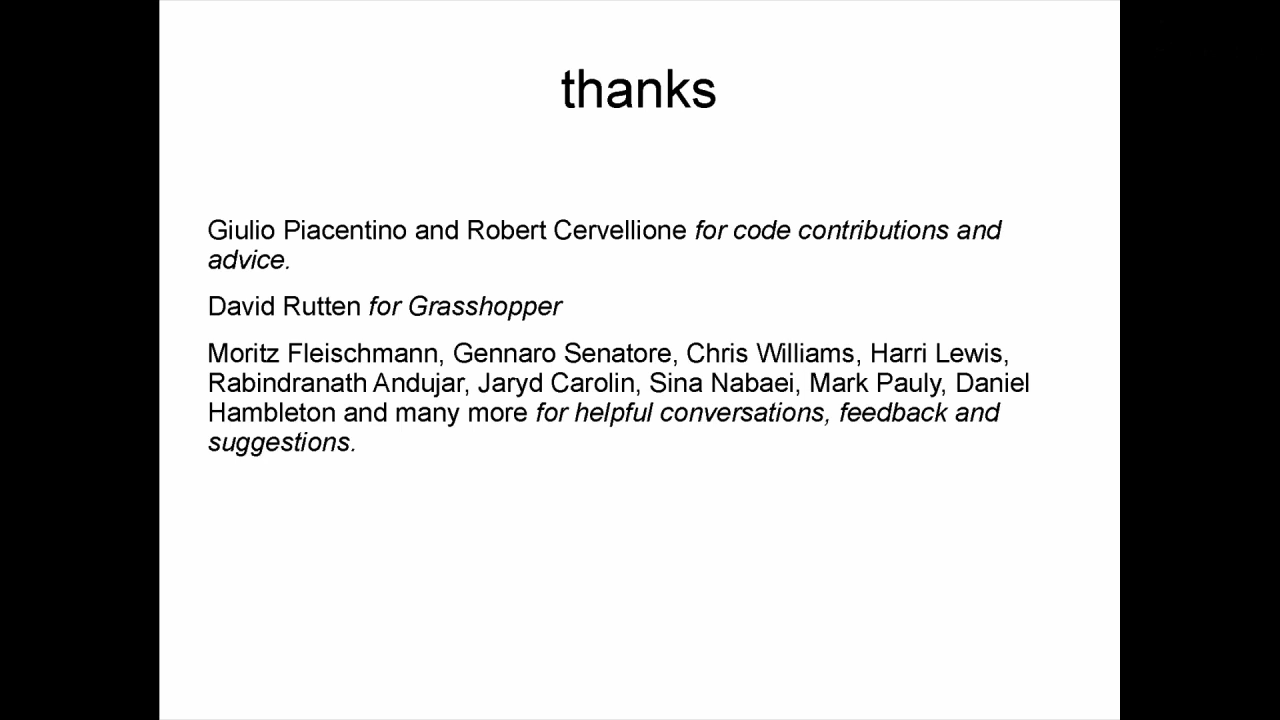 thanks
Giulio Piacentino and Robert Cervellione for code contributions and
advice.
David Rutten for Grasshopper
Moritz Fleischmann, Gennaro Senatore, Chris Williams, Harri Lewis,
Rabindranath Andujar, Jaryd Carolin, Sina Nabaei, Mark Pauly, Daniel
Hambleton and many more for helpful conversations, feedback and
suggestions.